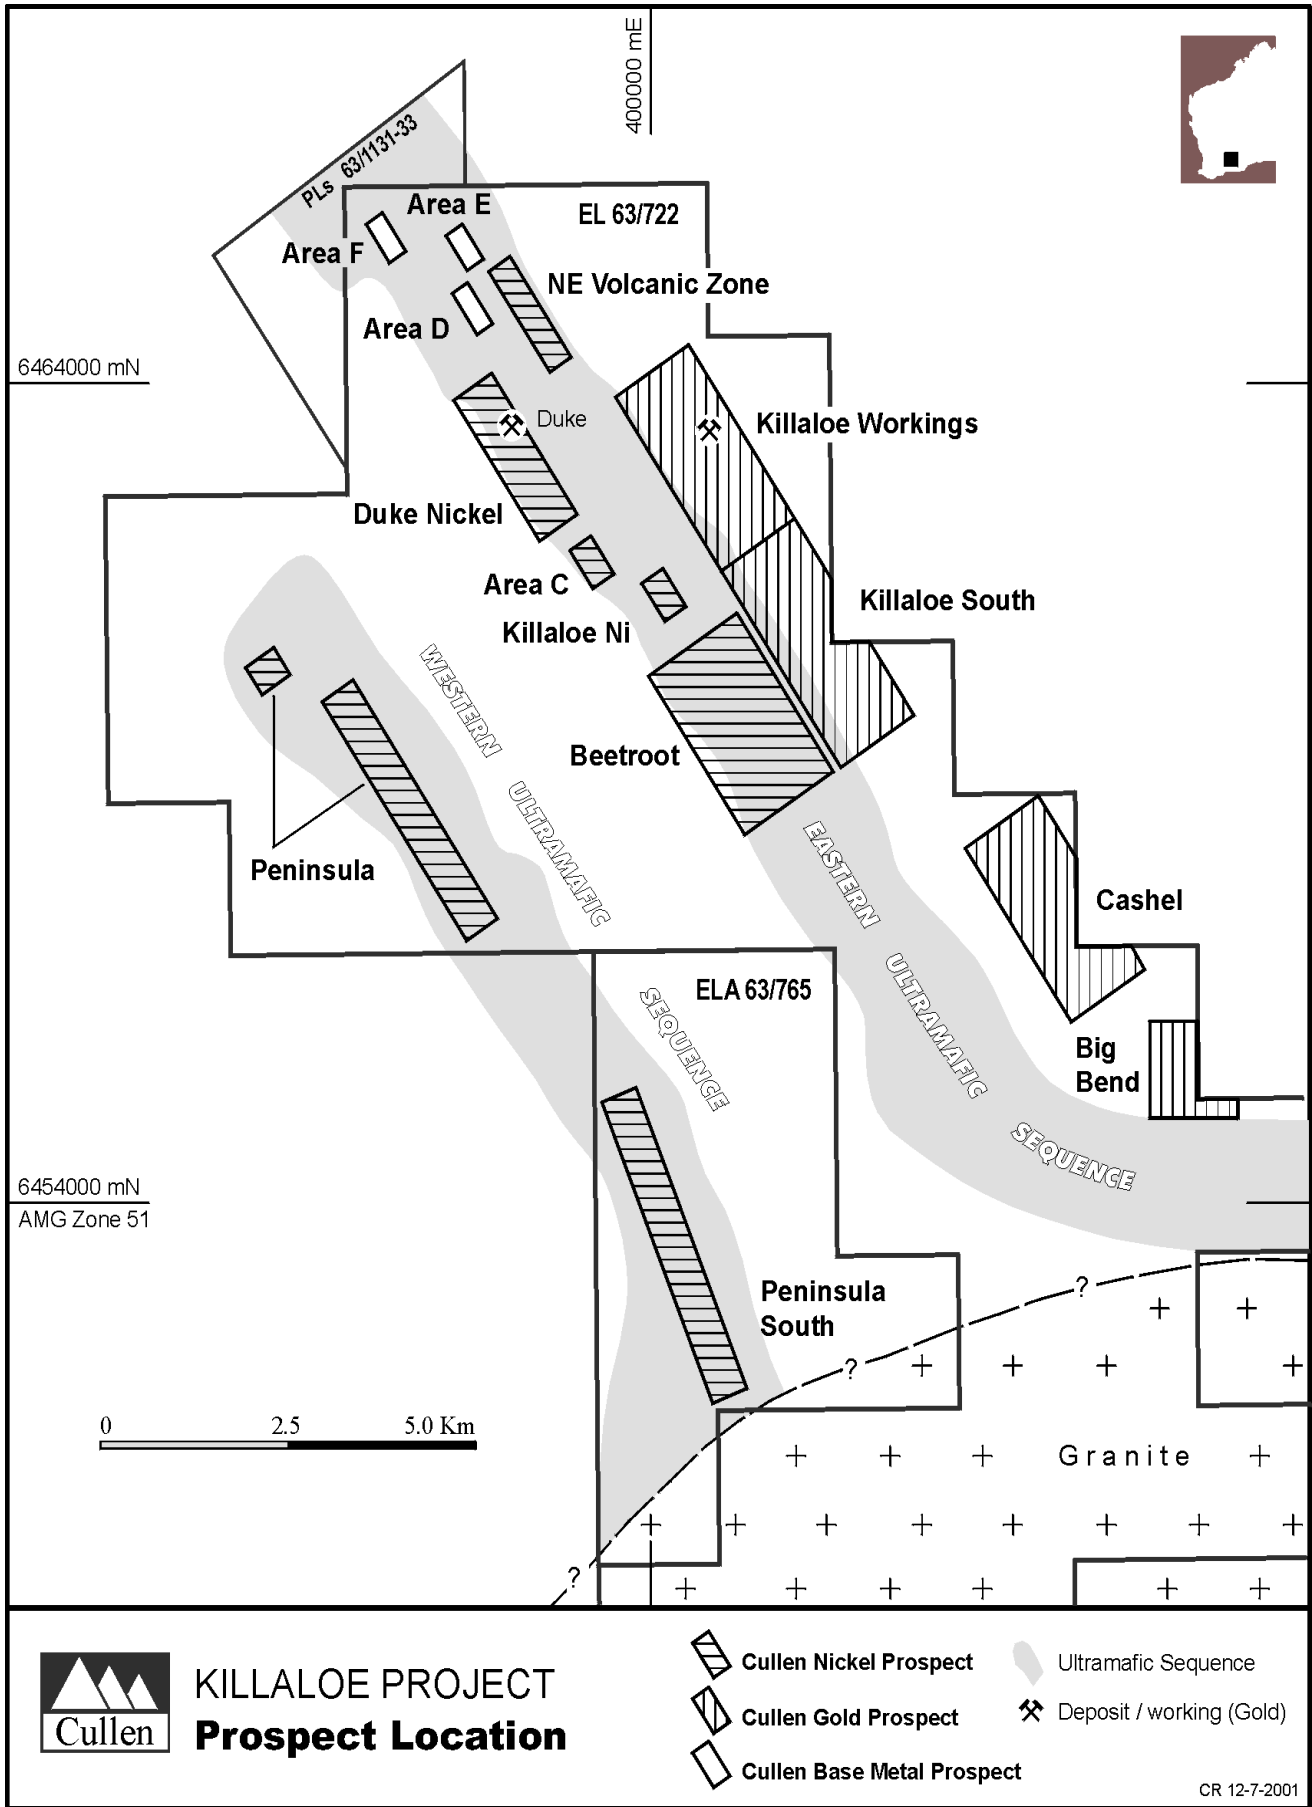 400000 mE
PLs 63/1131-33
Area E
EL 63/722
Area F
NE Volcanic Zone
Area D
6464000 mN
Duke
Killaloe Workings
Duke Nickel
Area C
Killaloe South
Killaloe Ni
WESTERN ULTRAMAFIC SEQUENCE
Beetroot
Peninsula
EASTERN ULTRAMAFIC SEQUENCE
Cashel
ELA 63/765
Big
Bend
6454000 mN
AMG Zone 51
Peninsula
South
?
?
?
0 2.5 5.0 Km
Granite
Cullen
KILLALOE PROJECT
Prospect Location
Cullen Nickel Prospect
Cullen Gold Prospect
Cullen Base Metal Prospect
Ultramafic Sequence
Deposit / working (Gold)
CR 12-7-2001